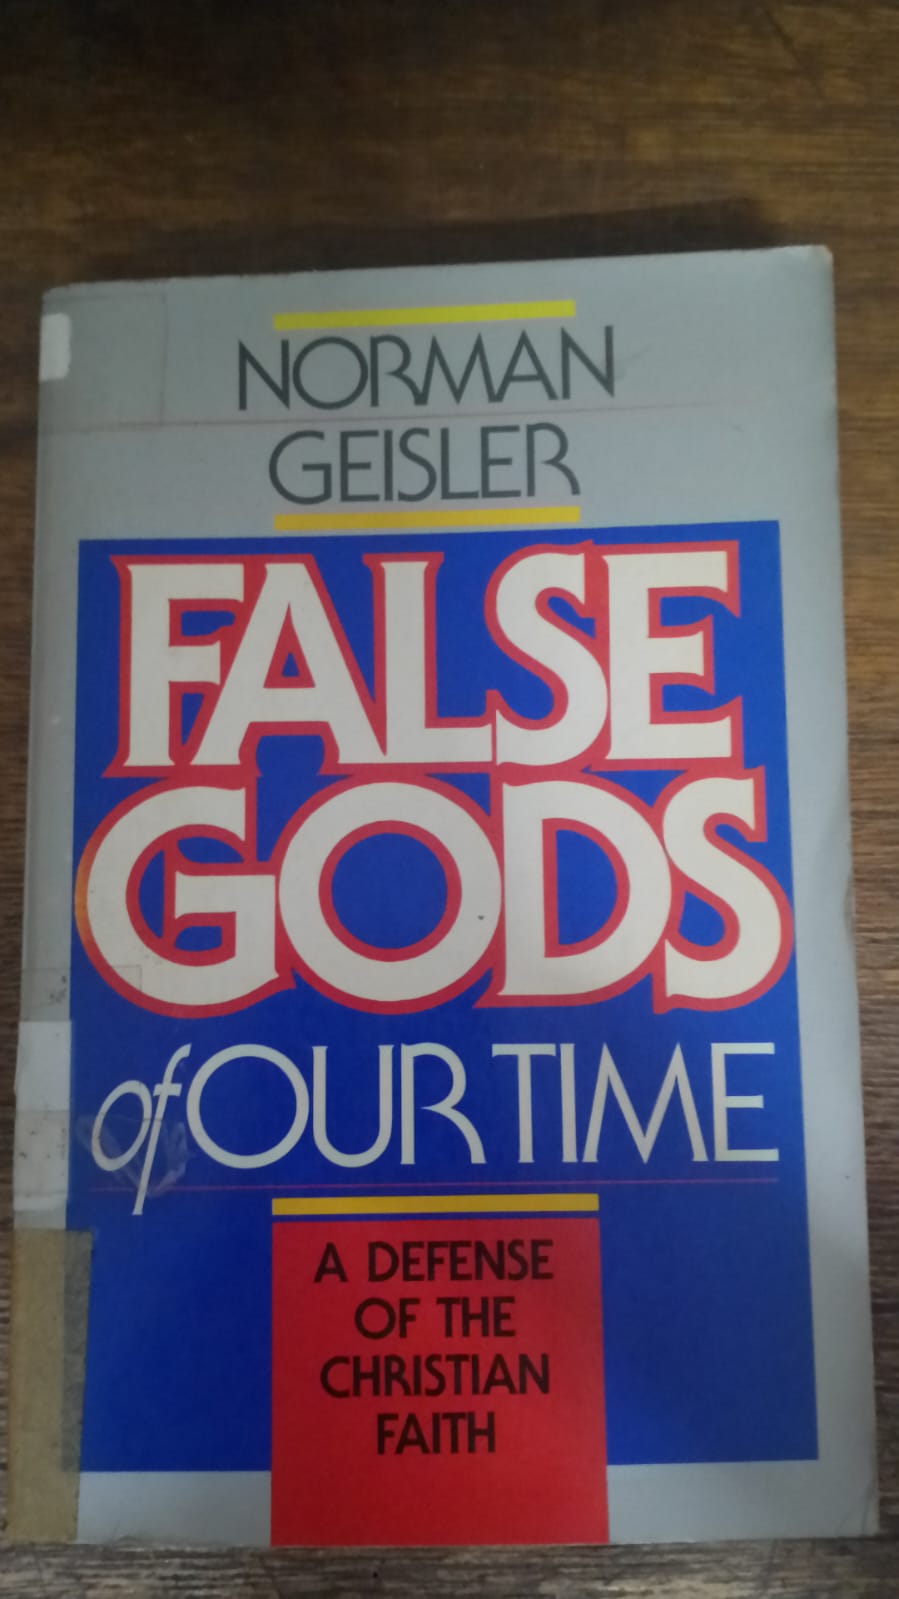 NORMAN
GEISLER
FALSE
GODS
of OUR TIME
A DEFENSE
OF THE
CHRISTIAN
FAITH